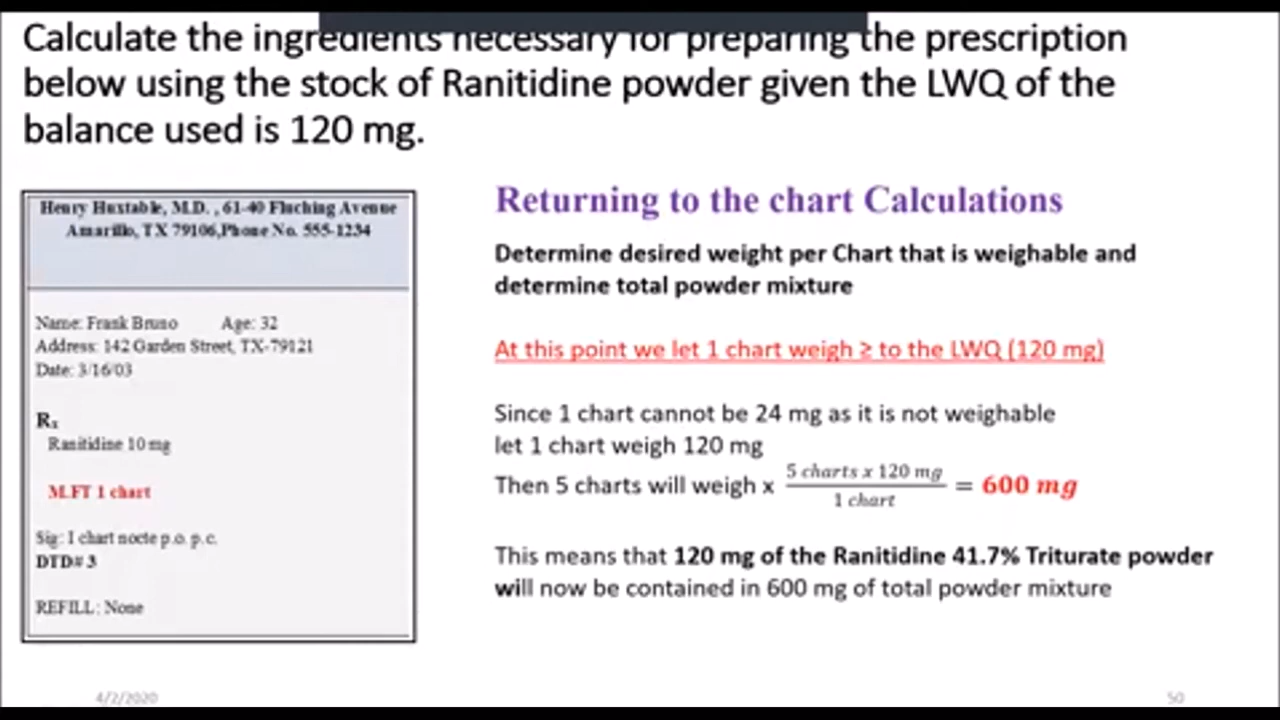 Calculate the ingredients necessary for preparing the prescription
below using the stock of Ranitidine powder given the LWQ of the
balance used is 120 mg.
Henry Huxtable, M.D. , 61-40 Fluching Avenue
Amarillo, TX 79106,Phone No. 555-1234
Name: Frank Bruno Age: 32
Address: 142 Garden Street, TX-79121
Date: 3/16/03
Rx
Ranitidine 10 mg
M.FT 1 chart
Sig: 1 chart nocte p.o. p.c.
DTD# 3
REFILL: None
Returning to the chart Calculations
Determine desired weight per Chart that is weighable and
determine total powder mixture
At this point we let 1 chart weigh ≥ to the LWQ (120 mg)
Since 1 chart cannot be 24 mg as it is not weighable
let 1 chart weigh 120 mg
Then 5 charts will weigh x 5 charts x 120 mg / 1 chart = 600 mg
This means that 120 mg of the Ranitidine 41.7% Triturate powder
will now be contained in 600 mg of total powder mixture
4/2/2020
50